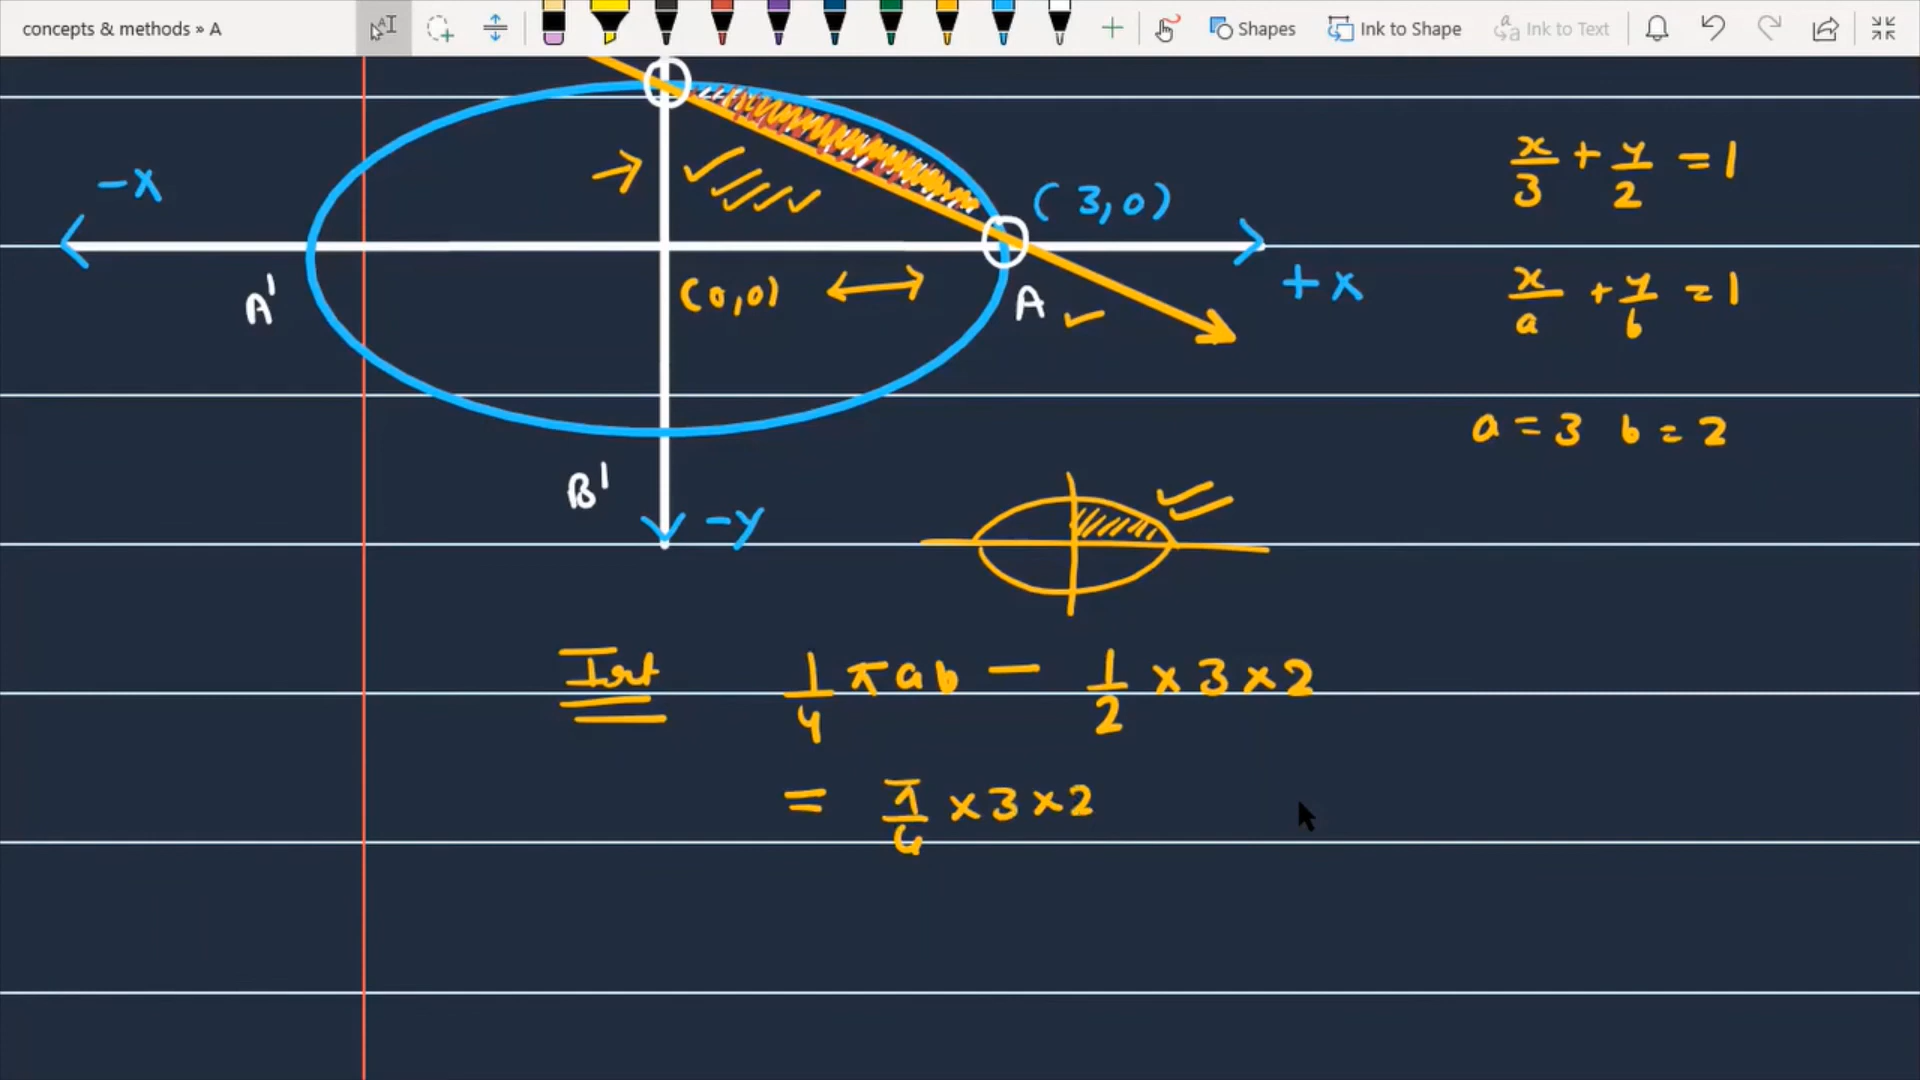 concepts & methods » A
Shapes
Ink to Shape
Ink to Text
x/3 + y/2 = 1
-x
(3,0)
+x
(0,0)
A'
A
x/a + y/b = 1
a = 3 b = 2
B'
-y
1/4 πab − 1/2 × 3 × 2
= π/4 × 3 × 2